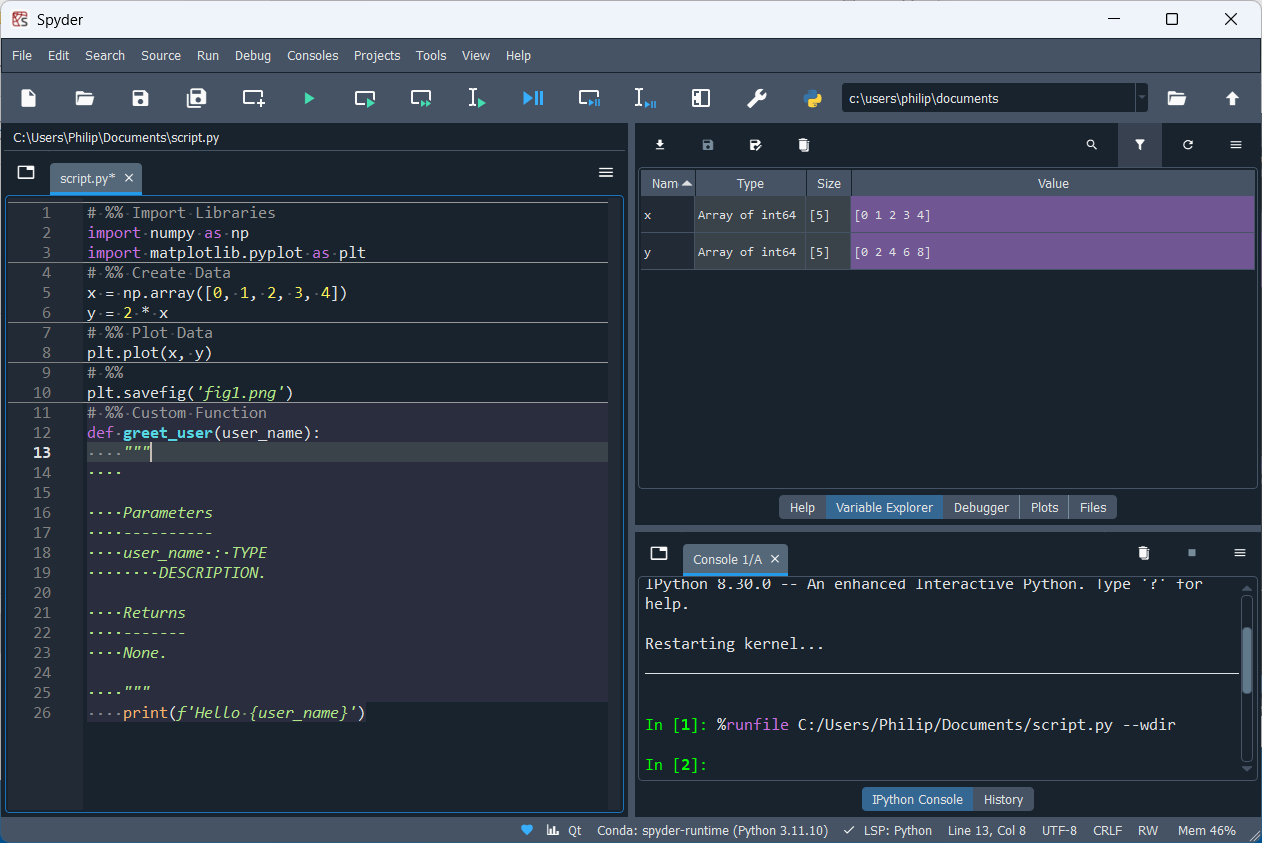 Spyder
File Edit Search Source Run Debug Consoles Projects Tools View Help
c:\users\philip\documents
C:\Users\Philip\Documents\script.py
script.py*
1 # %% Import Libraries
2 import numpy as np
3 import matplotlib.pyplot as plt
4 # %% Create Data
5 x = np.array([0, 1, 2, 3, 4])
6 y = 2 * x
7 # %% Plot Data
8 plt.plot(x, y)
9 # %%
10 plt.savefig('fig1.png')
11 # %% Custom Function
12 def greet_user(user_name):
13 """
14
15
16 Parameters
17 ----------
18 user_name : TYPE
19 DESCRIPTION.
20
21 Returns
22 -------
23 None.
24
25 """
26 print(f'Hello {user_name}')
Nam Type Size Value
x Array of int64 [5] [0 1 2 3 4]
y Array of int64 [5] [0 2 4 6 8]
Help Variable Explorer Debugger Plots Files
Console 1/A
IPython 8.30.0 -- An enhanced Interactive Python. Type '?' for
help.
Restarting kernel...
In [1]: %runfile C:/Users/Philip/Documents/script.py --wdir
In [2]:
IPython Console History
Qt Conda: spyder-runtime (Python 3.11.10) LSP: Python Line 13, Col 8 UTF-8 CRLF RW Mem 46%